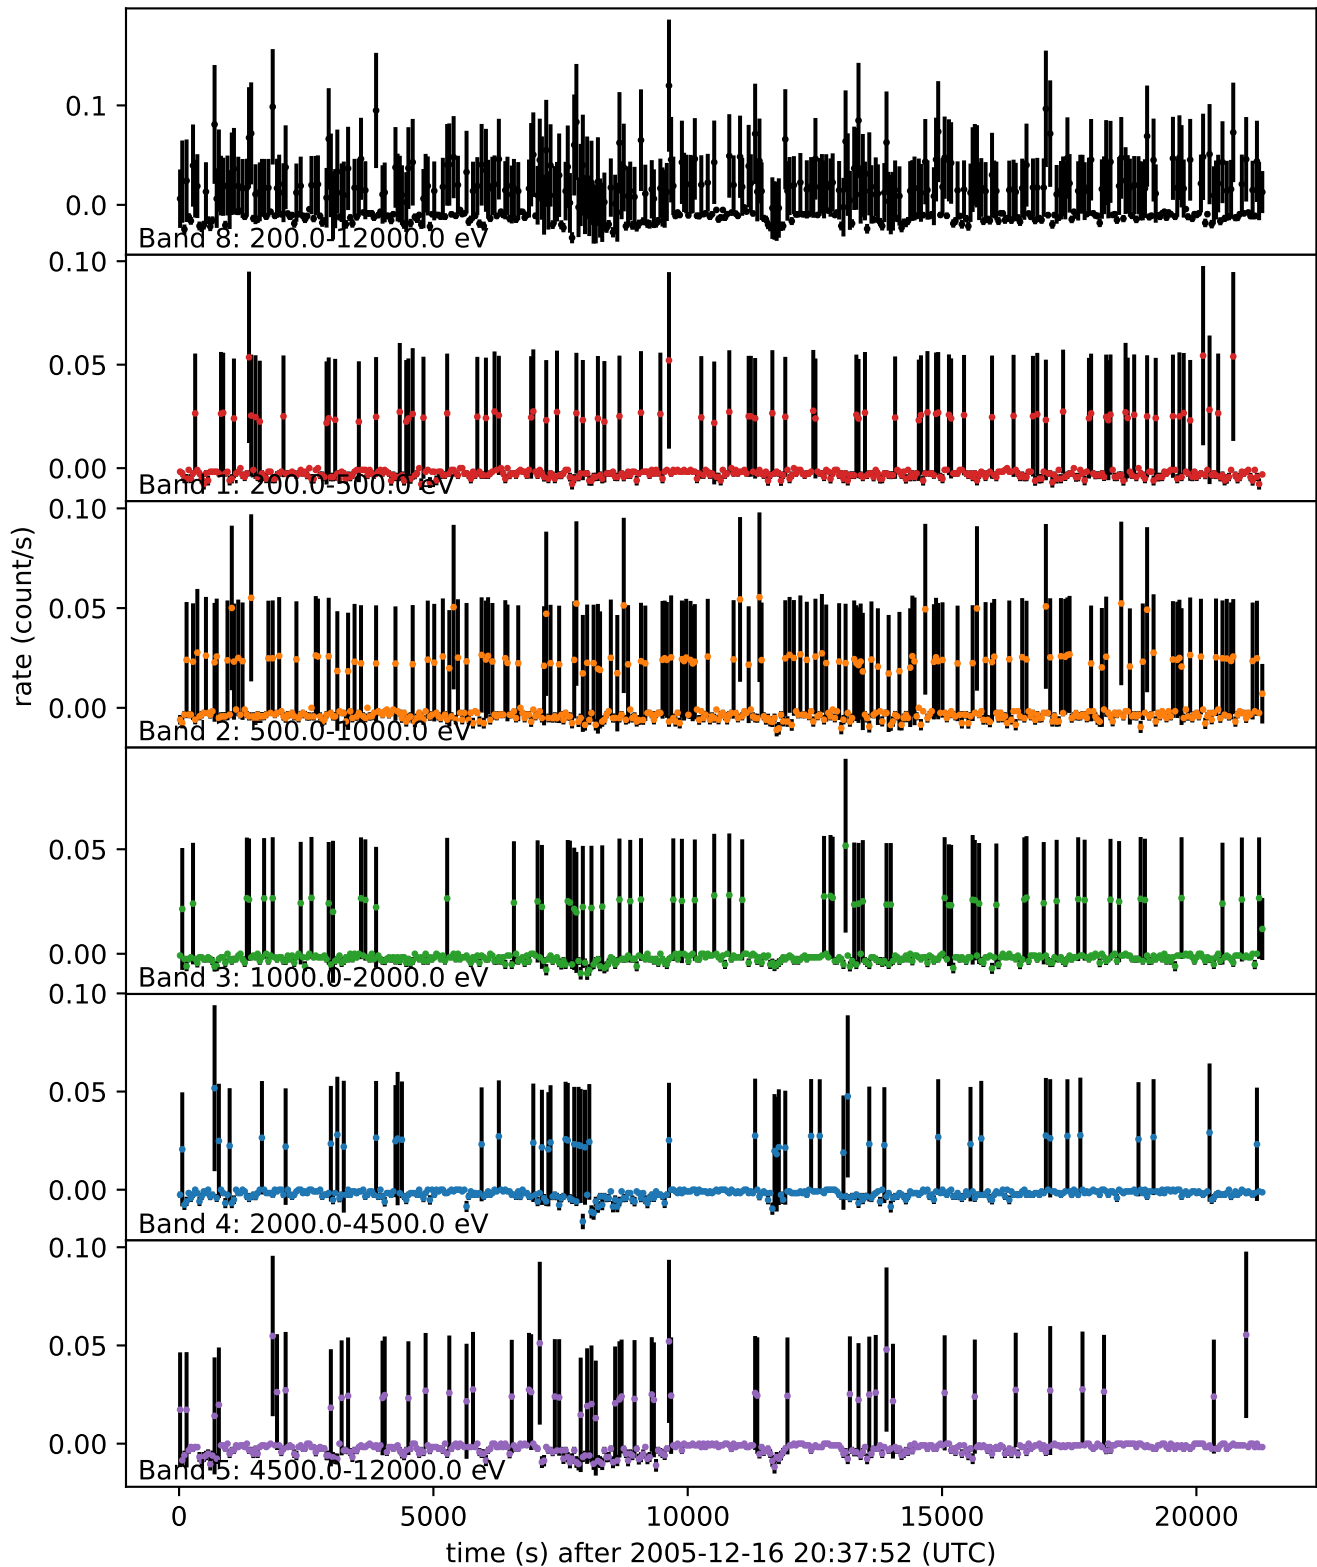 0.1
0.0
Band 8: 200.0-12000.0 eV
0.10
0.05
0.00
Band 1: 200.0-500.0 eV
0.10
0.05
0.00
Band 2: 500.0-1000.0 eV
rate (count/s)
0.05
0.00
Band 3: 1000.0-2000.0 eV
0.10
0.05
0.00
Band 4: 2000.0-4500.0 eV
0.10
0.05
0.00
Band 5: 4500.0-12000.0 eV
0 5000 10000 15000 20000
time (s) after 2005-12-16 20:37:52 (UTC)